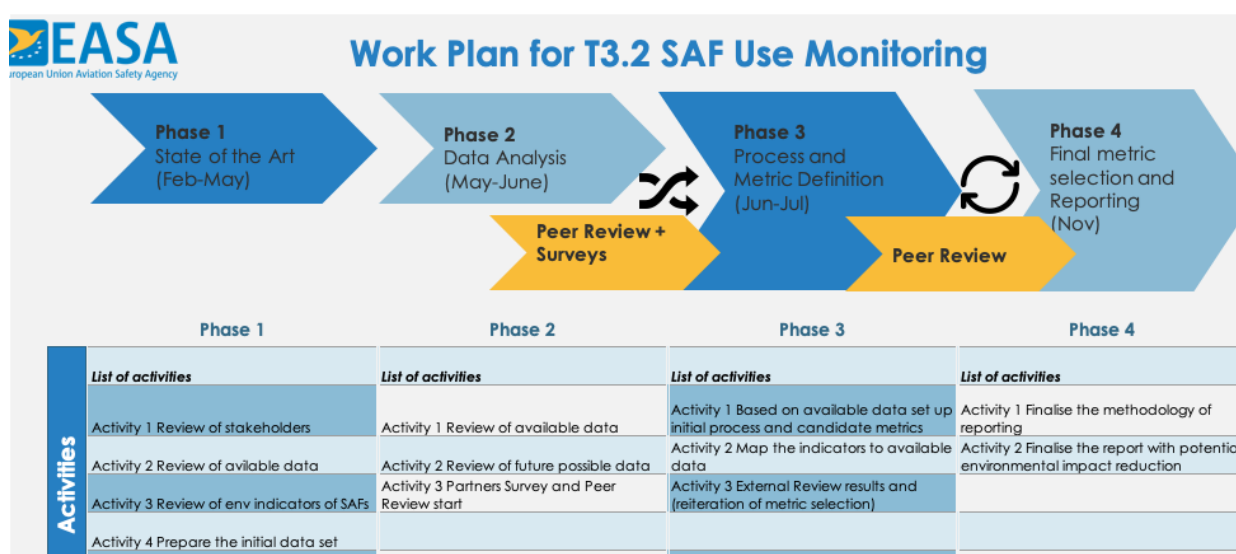 EASA
European Union Aviation Safety Agency
Work Plan for T3.2 SAF Use Monitoring
Phase 1
State of the Art
(Feb-May)
Phase 2
Data Analysis
(May-June)
Phase 3
Process and
Metric Definition
(Jun-Jul)
Phase 4
Final metric
selection and
Reporting
(Nov)
Peer Review +
Surveys
Peer Review
Phase 1
Phase 2
Phase 3
Phase 4
Activities
List of activities
List of activities
List of activities
List of activities
Activity 1 Review of stakeholders
Activity 1 Review of available data
Activity 1 Based on available data set up
initial process and candidate metrics
Activity 1 Finalise the methodology of
reporting
Activity 2 Review of avilable data
Activity 2 Review of future possible data
Activity 2 Map the indicators to available
data
Activity 2 Finalise the report with potentia
environmental impact reduction
Activity 3 Review of env indicators of SAFs
Activity 3 Partners Survey and Peer
Review start
Activity 3 External Review results and
(reiteration of metric selection)
Activity 4 Prepare the initial data set